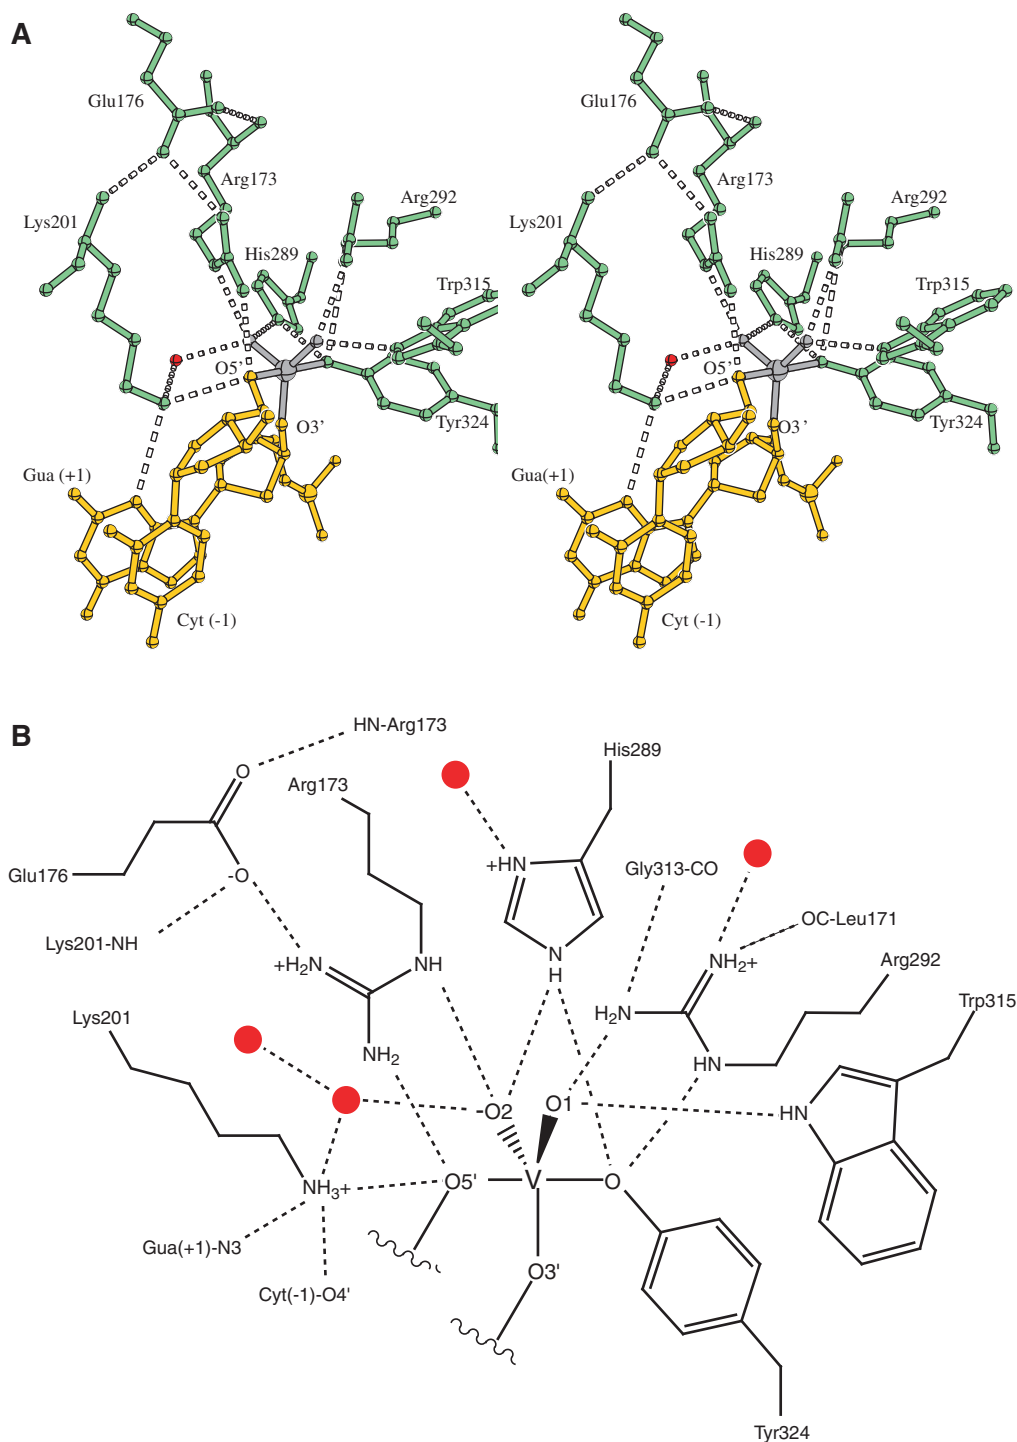 A
Glu176
Glu176
Arg173
Arg173
Arg292
Arg292
Lys201
Lys201
His289
His289
Trp315
Trp315
O5'
O5'
Tyr324
Tyr324
O3'
O3'
Gua (+1)
Gua(+1)
Cyt (-1)
Cyt (-1)
B
HN-Arg173
His289
O
Arg173
+HN
Gly313-CO
Glu176
-O
OC-Leu171
Lys201-NH
+H2N
NH
N
H
NH2+
Arg292
Trp315
Lys201
H2N
NH2
HN
O2
O1
HN
NH3+
O5'
V
O
Gua(+1)-N3
O3'
Cyt(-1)-O4'
Tyr324